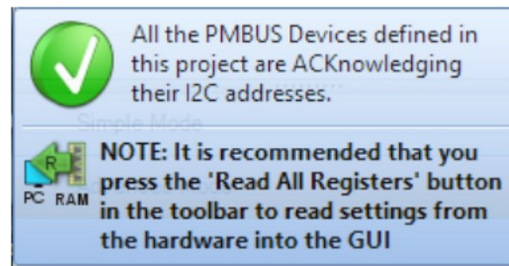 All the PMBUS Devices defined in
this project are ACKnowledging
their I2C addresses.
Simple Mode
NOTE: It is recommended that you
press the 'Read All Registers' button
in the toolbar to read settings from
the hardware into the GUI
R
PC RAM